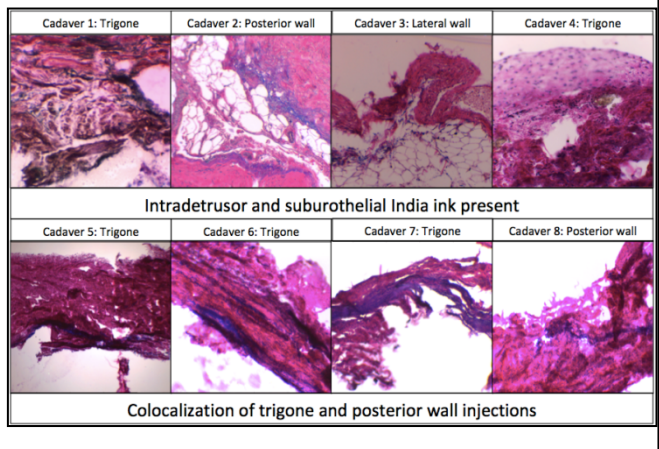 Cadaver 1: Trigone
Cadaver 2: Posterior wall
Cadaver 3: Lateral wall
Cadaver 4: Trigone
Intradetrusor and suburothelial India ink present
Cadaver 5: Trigone
Cadaver 6: Trigone
Cadaver 7: Trigone
Cadaver 8: Posterior wall
Colocalization of trigone and posterior wall injections